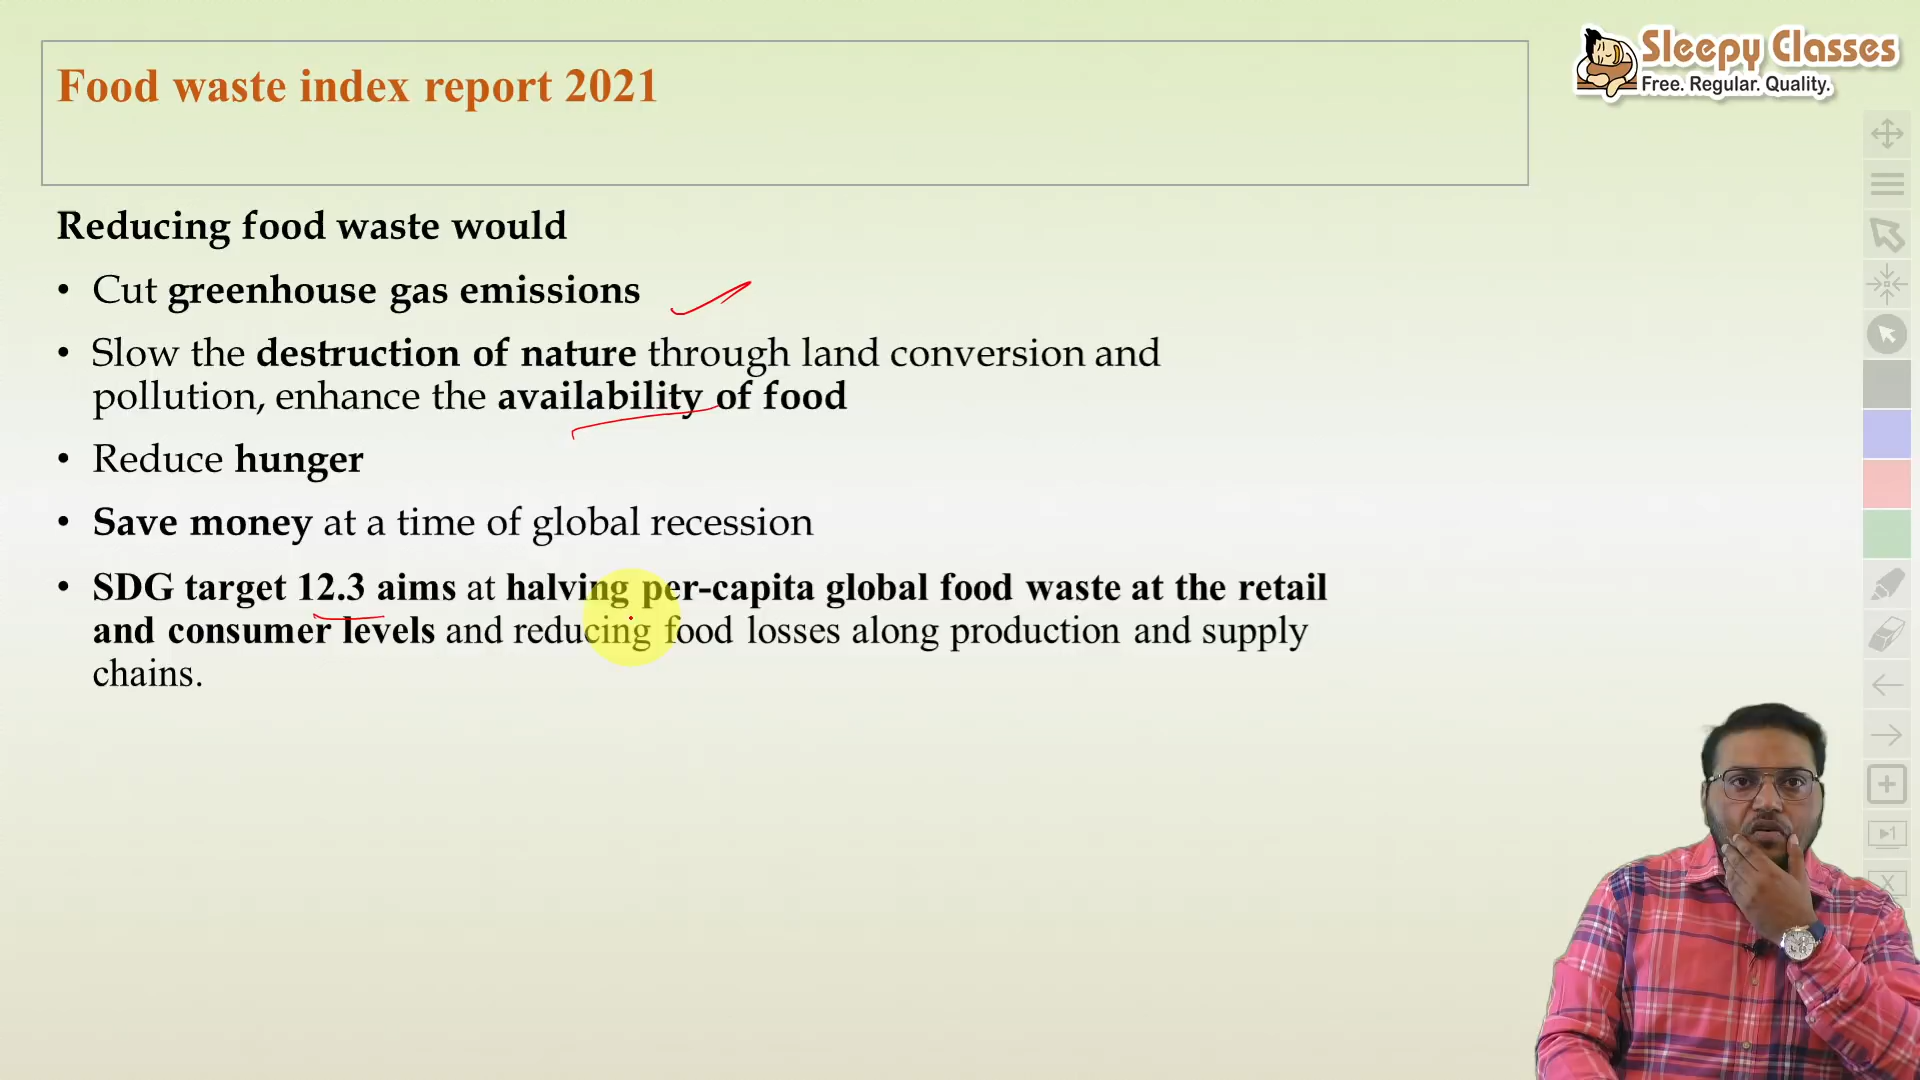 Sleepy Classes
Free. Regular. Quality.
Food waste index report 2021
Reducing food waste would
• Cut greenhouse gas emissions
• Slow the destruction of nature through land conversion and
pollution, enhance the availability of food
• Reduce hunger
• Save money at a time of global recession
• SDG target 12.3 aims at halving per-capita global food waste at the retail
and consumer levels and reducing food losses along production and supply
chains.
1